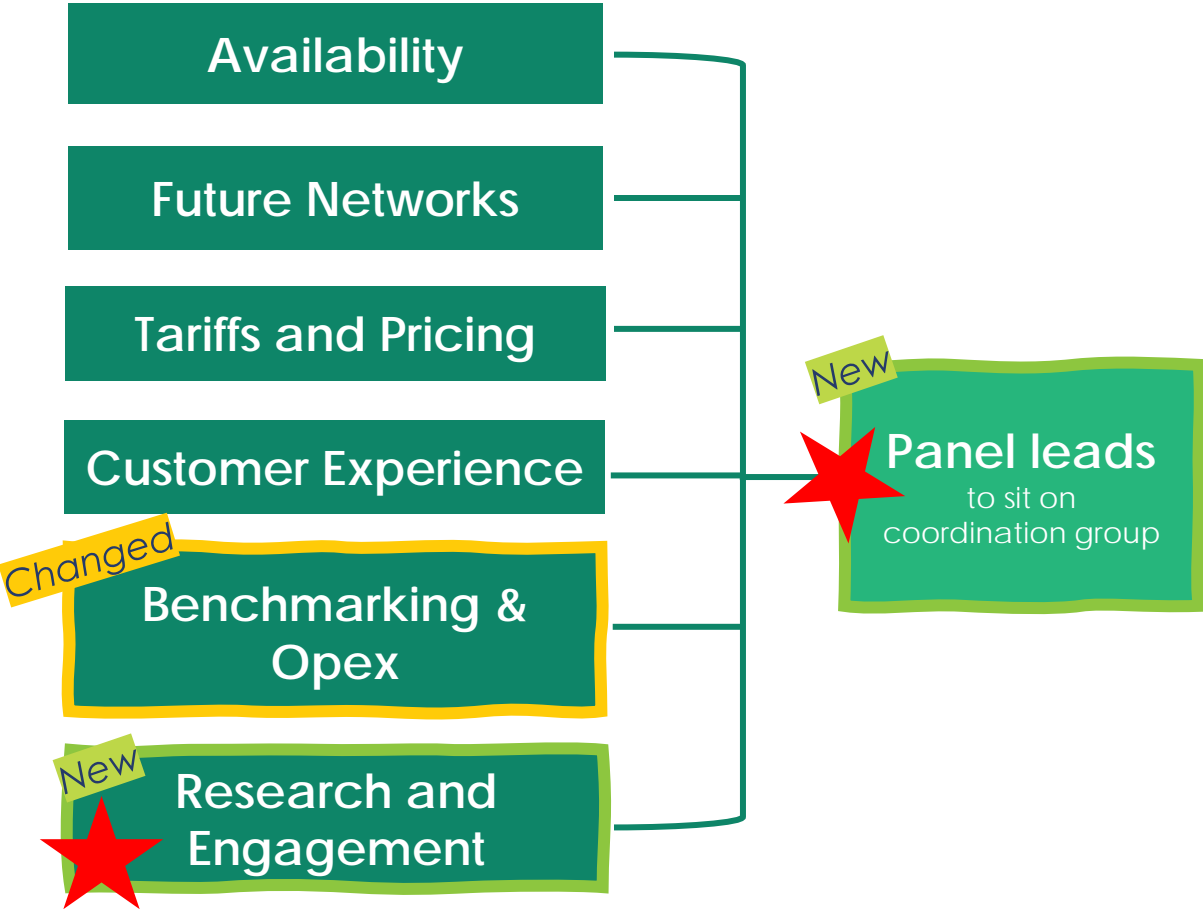 Availability
Future Networks
Tariffs and Pricing
Customer Experience
Changed
Benchmarking &
Opex
New
Research and
Engagement
New
Panel leads
to sit on
coordination group